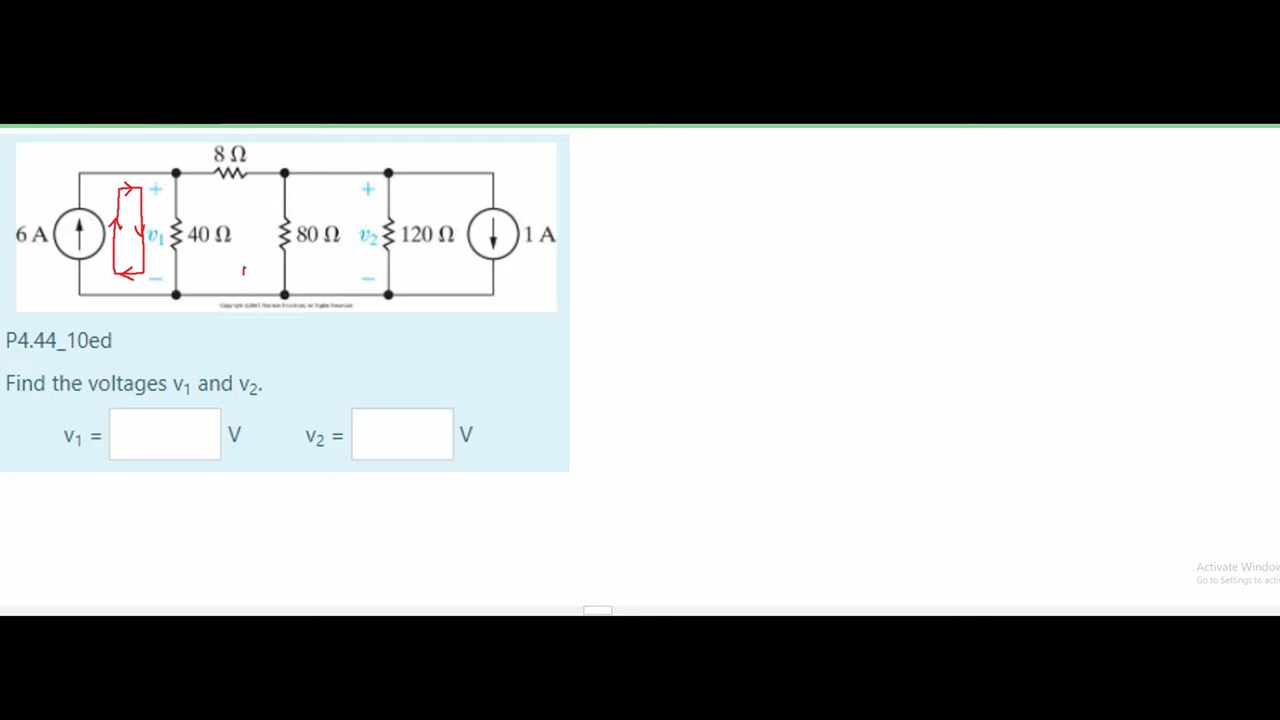 8 Ω
+ +
6 A v1 40 Ω 80 Ω v2 120 Ω 1 A
− −
P4.44_10ed
Find the voltages v1 and v2.
v1 = V v2 = V
Activate Window
Go to Settings to acti